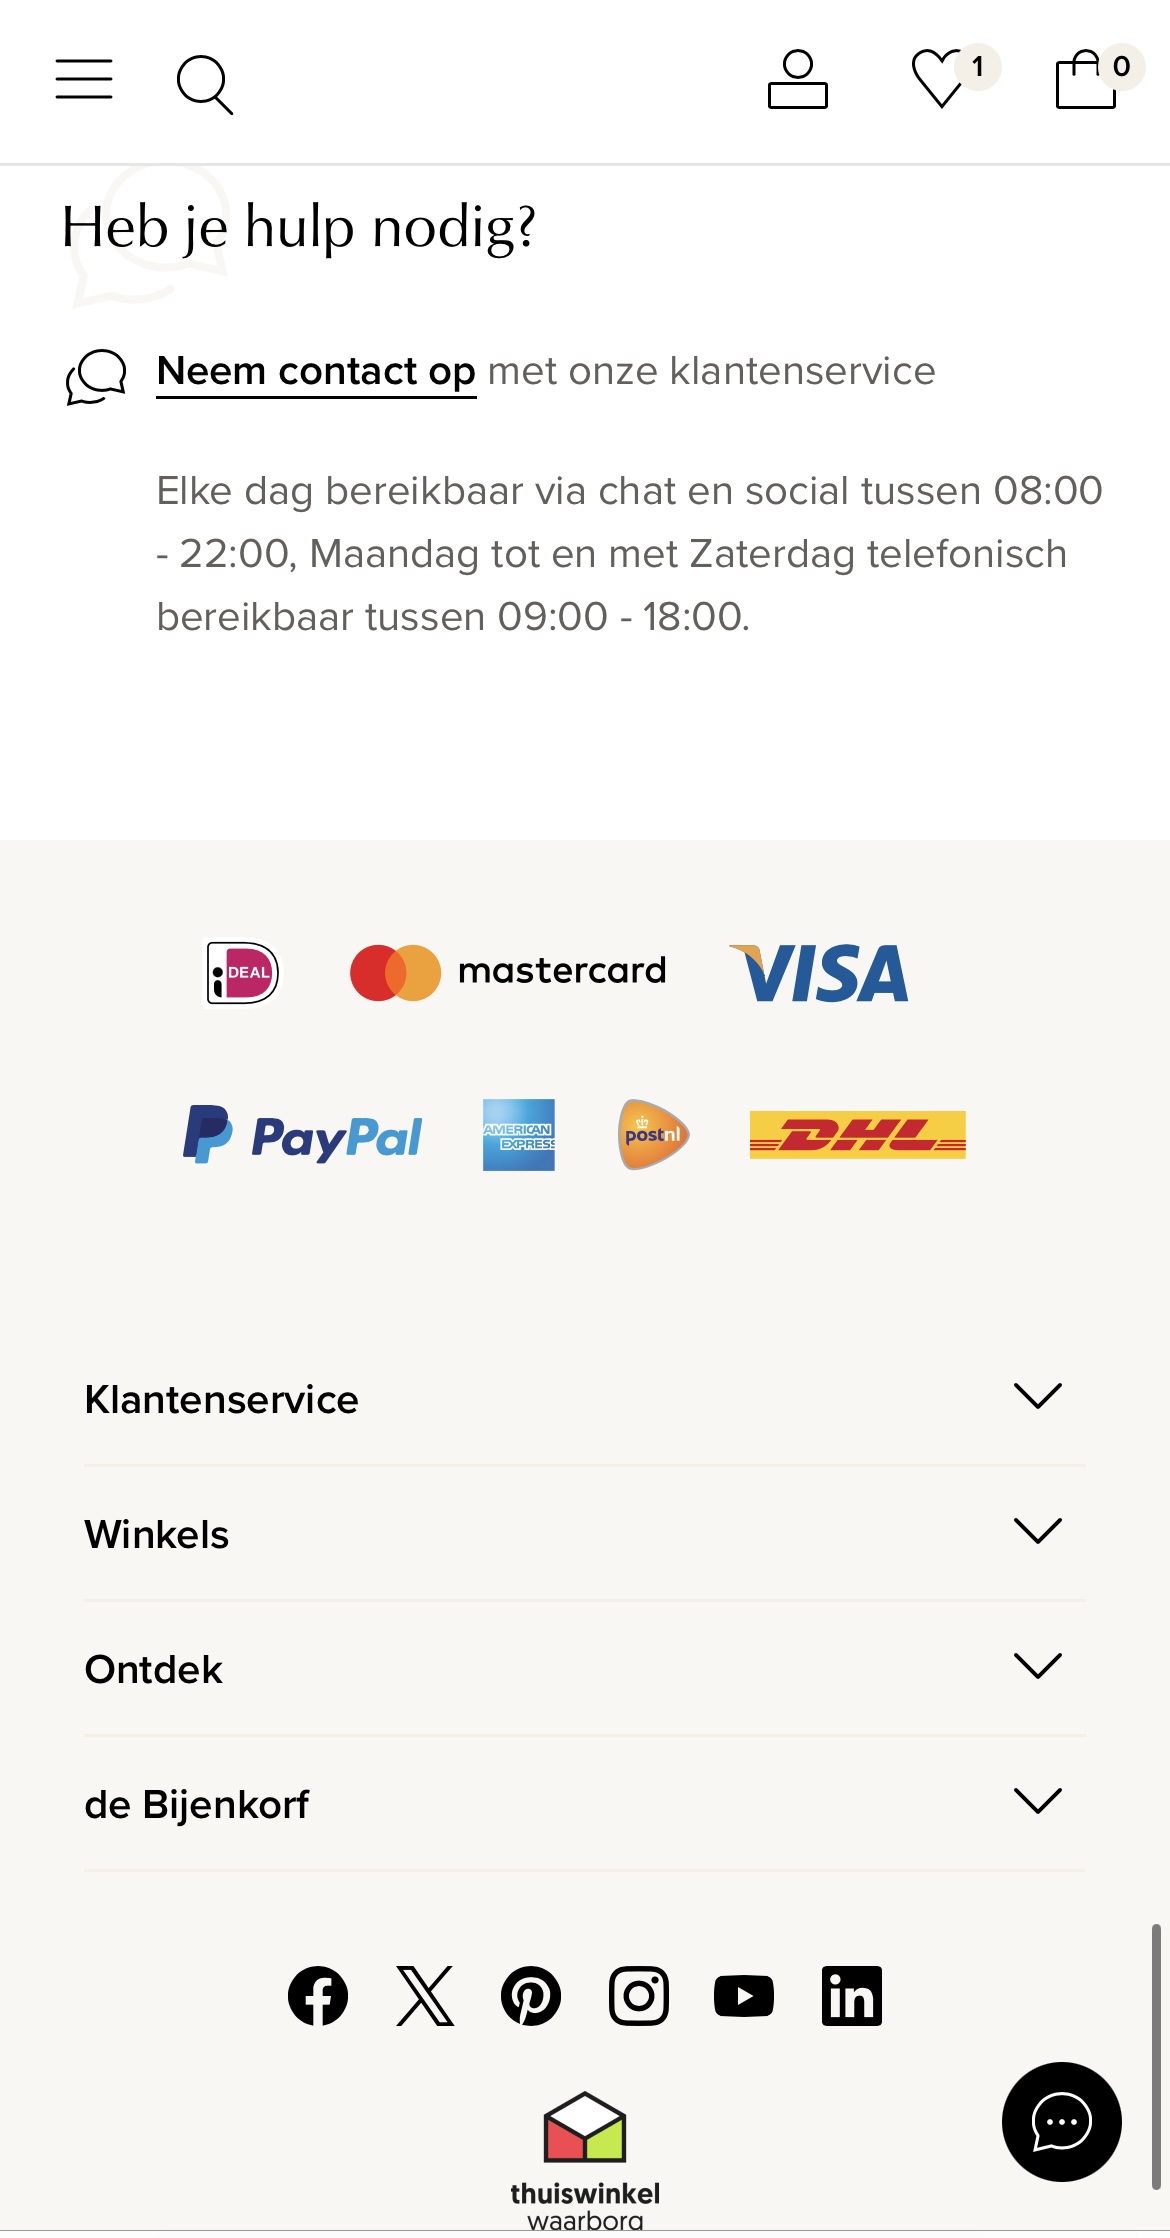 1
0
Heb je hulp nodig?
Neem contact op met onze klantenservice
Elke dag bereikbaar via chat en social tussen 08:00
- 22:00, Maandag tot en met Zaterdag telefonisch
bereikbaar tussen 09:00 - 18:00.
iDEAL
mastercard
VISA
PayPal
AMERICAN
EXPRESS
postnl
DHL
Klantenservice
Winkels
Ontdek
de Bijenkorf
in
thuiswinkel
waarborg